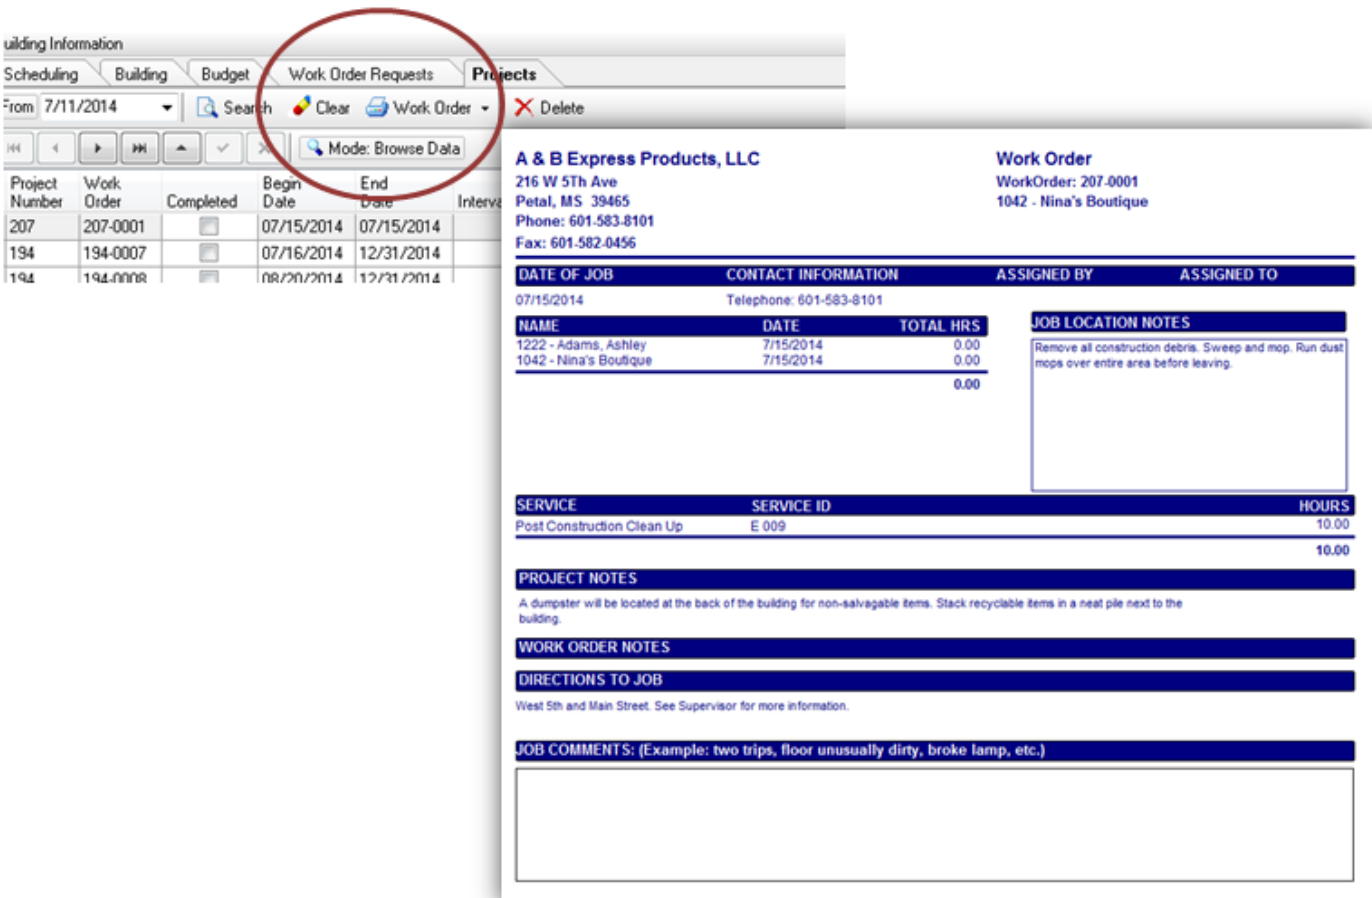 uilding Information
Scheduling Building Budget Work Order Requests Projects
From 7/11/2014 Search Clear Work Order Delete
Mode: Browse Data
Project Number Work Order Completed Begin Date End Date Interva
207 207-0001 07/15/2014 07/15/2014
194 194-0007 07/16/2014 12/31/2014
194 194-0008 08/20/2014 12/31/2014
A & B Express Products, LLC
216 W 5Th Ave
Petal, MS 39465
Phone: 601-583-8101
Fax: 601-582-0456
Work Order
WorkOrder: 207-0001
1042 - Nina's Boutique
DATE OF JOB CONTACT INFORMATION ASSIGNED BY ASSIGNED TO
07/15/2014 Telephone: 601-583-8101
NAME DATE TOTAL HRS
1222 - Adams, Ashley 7/15/2014 0.00
1042 - Nina's Boutique 7/15/2014 0.00
0.00
JOB LOCATION NOTES
Remove all construction debris. Sweep and mop. Run dust
mops over entire area before leaving.
SERVICE SERVICE ID HOURS
Post Construction Clean Up E 009 10.00
10.00
PROJECT NOTES
A dumpster will be located at the back of the building for non-salvagable items. Stack recyclable items in a neat pile next to the
building.
WORK ORDER NOTES
DIRECTIONS TO JOB
West 5th and Main Street. See Supervisor for more information.
JOB COMMENTS: (Example: two trips, floor unusually dirty, broke lamp, etc.)